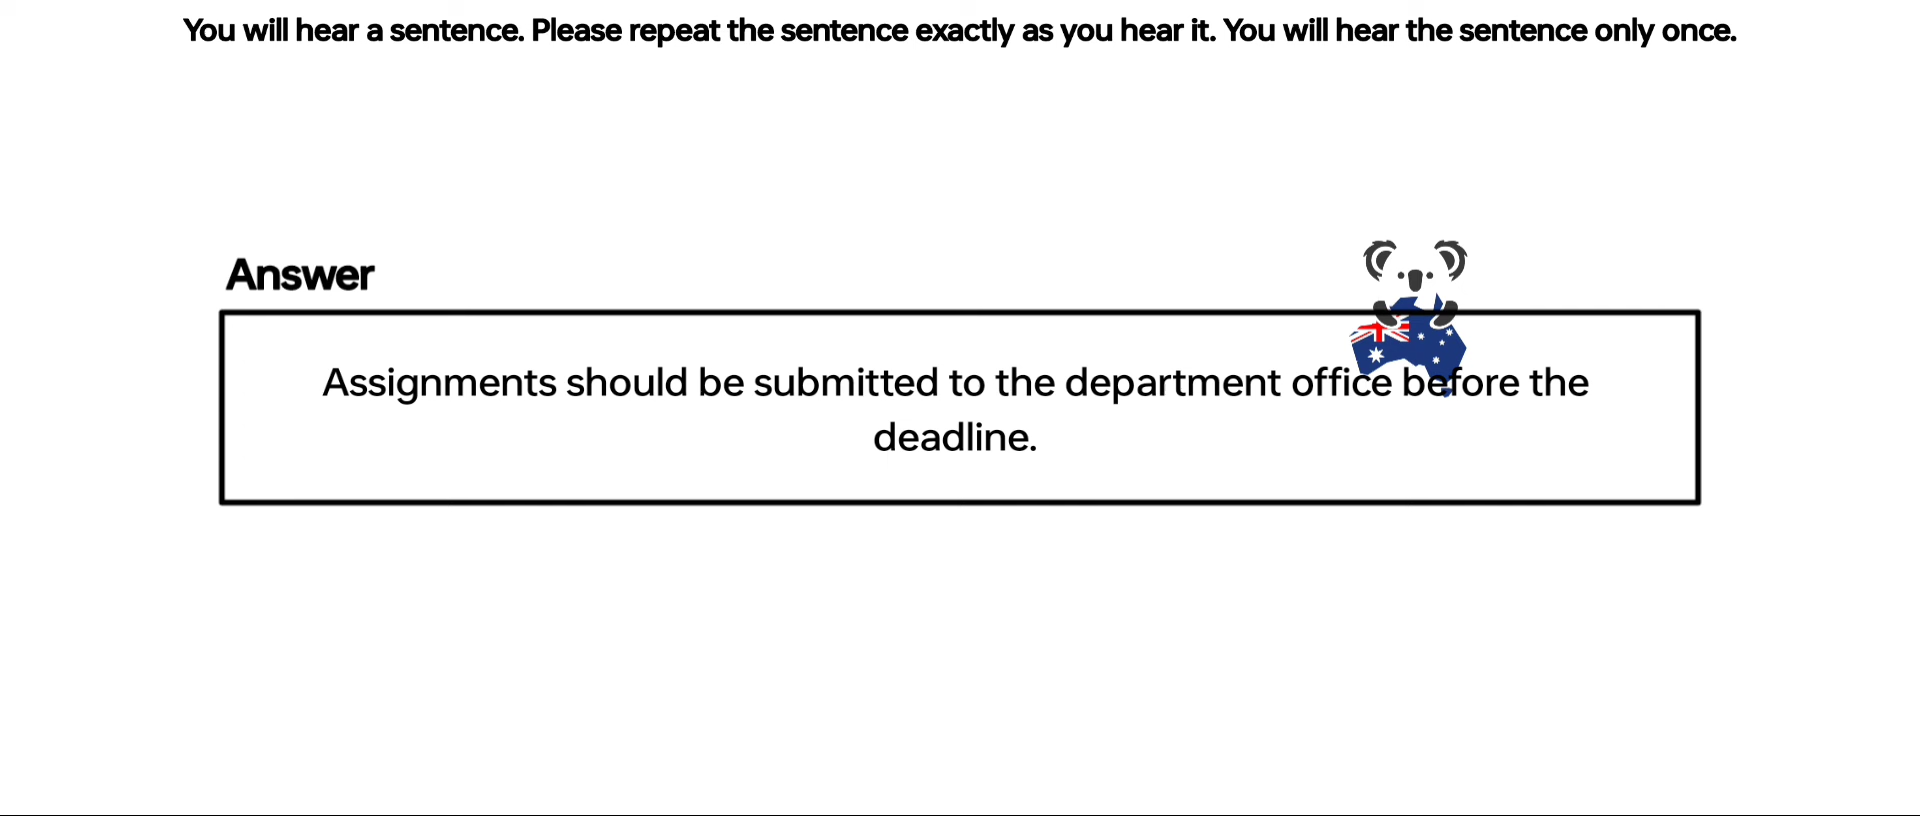 You will hear a sentence. Please repeat the sentence exactly as you hear it. You will hear the sentence only once.
Answer
Assignments should be submitted to the department office before the
deadline.